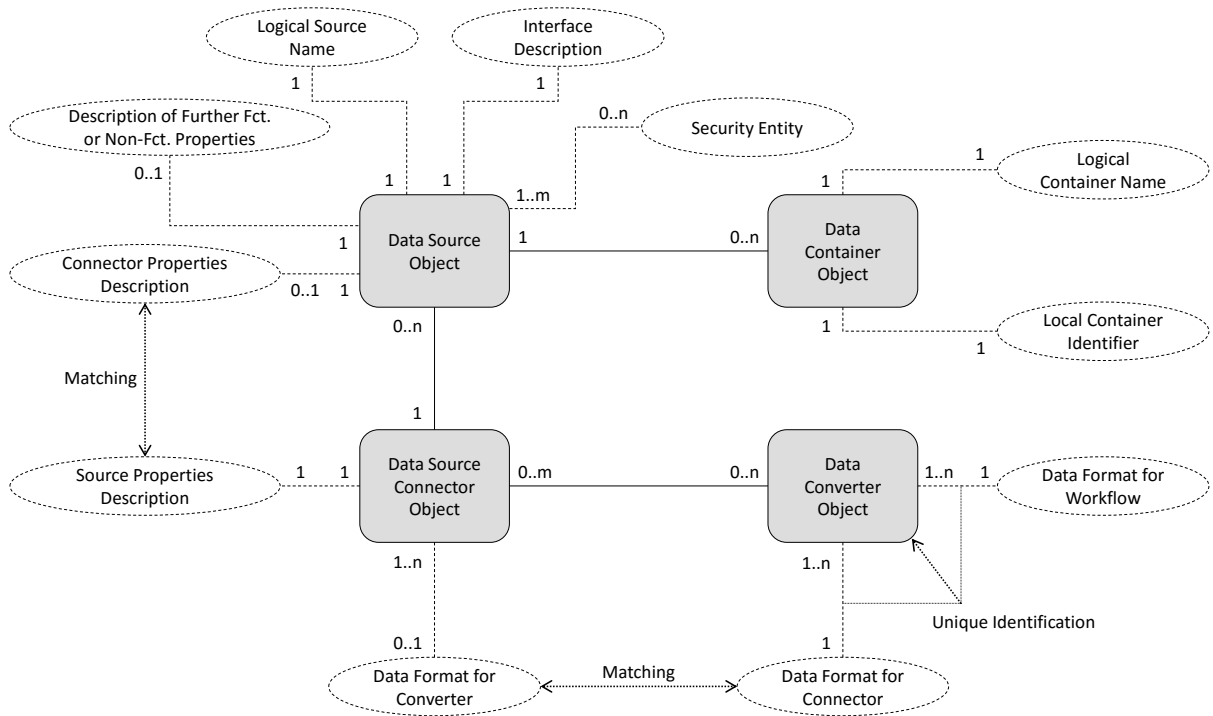 Logical Source
Name
Interface
Description
1
1
Description of Further Fct.
or Non-Fct. Properties
0..n
Security Entity
0..1
1
1
1..m
1
Logical
Container Name
1
Data Source
Object
1
0..n
Data
Container
Object
1
Connector Properties
Description
0..1
1
0..n
1
1
Local Container
Identifier
Matching
1
Source Properties
Description
1
1
Data Source
Connector
Object
0..m
0..n
Data
Converter
Object
1..n
1
Data Format for
Workflow
1..n
1..n
Unique Identification
0..1
1
Data Format for
Converter
Matching
Data Format for
Connector